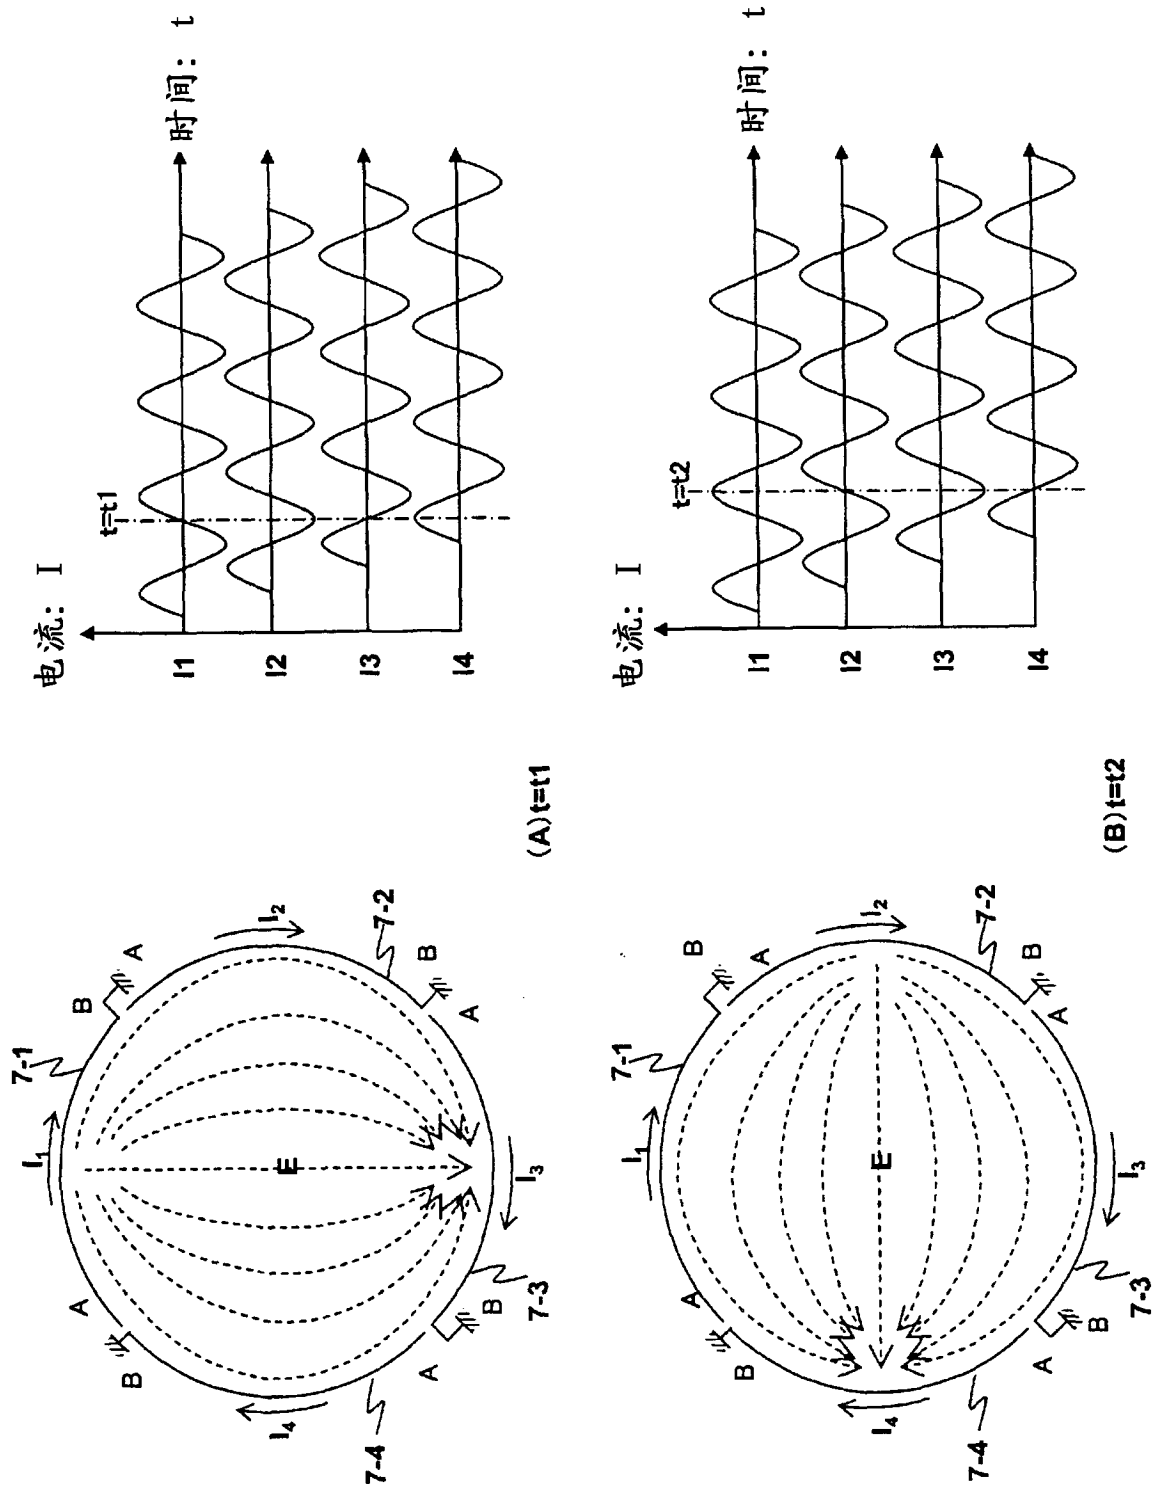 7-1
I₁
B
A
I₂
7-2
B
A
I₃
7-3
B
A
7-4
I₄
B
A
E
(A)t=t1
电流: I
t=t1
I1
I2
I3
I4
时间: t
7-1
I₁
B
A
I₂
7-2
B
A
I₃
7-3
B
A
7-4
I₄
B
A
E
(B)t=t2
电流: I
t=t2
I1
I2
I3
I4
时间: t